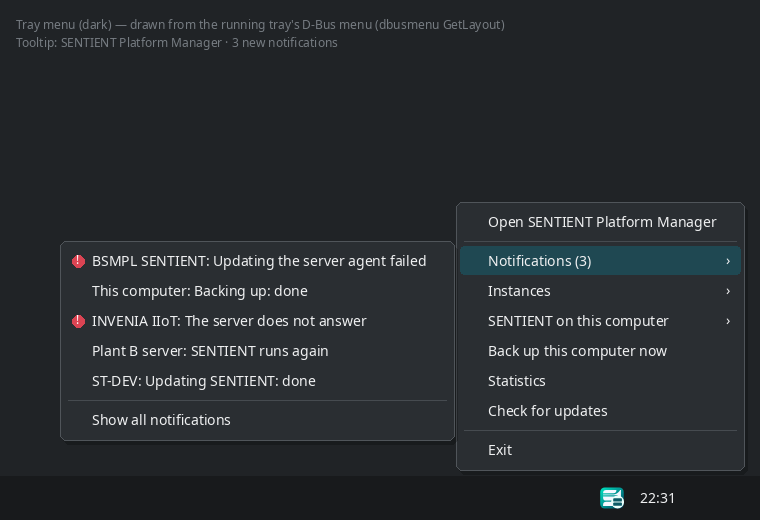 Tray menu (dark) — drawn from the running tray's D-Bus menu (dbusmenu GetLayout)
Tooltip: SENTIENT Platform Manager · 3 new notifications
Open SENTIENT Platform Manager
Notifications (3) ›
Instances ›
SENTIENT on this computer ›
Back up this computer now
Statistics
Check for updates
Exit
BSMPL SENTIENT: Updating the server agent failed
This computer: Backing up: done
INVENIA IIoT: The server does not answer
Plant B server: SENTIENT runs again
ST-DEV: Updating SENTIENT: done
Show all notifications
22:31